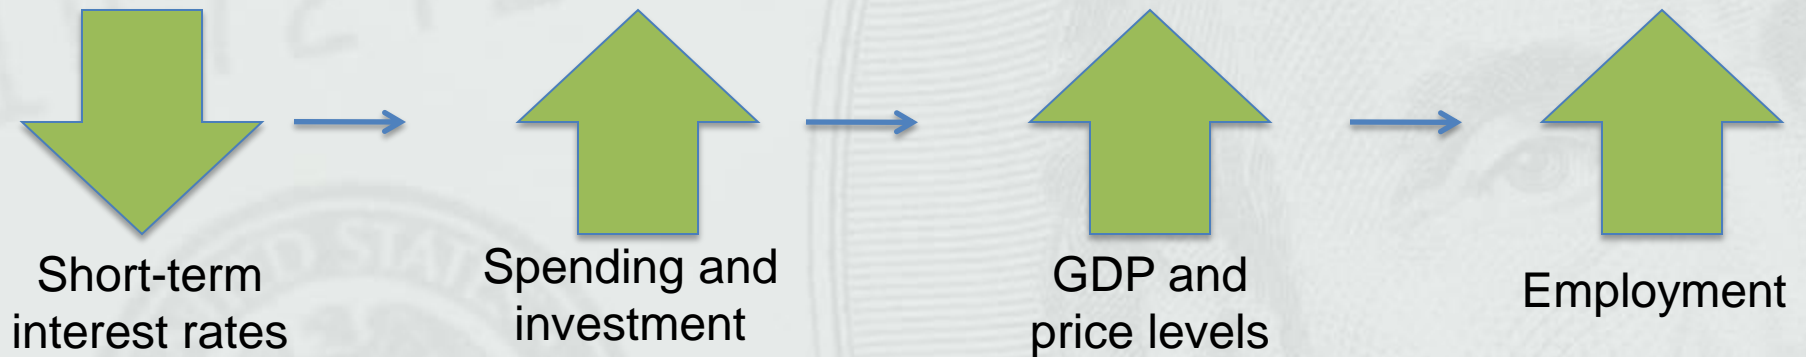 Short-term
interest rates
Spending and
investment
GDP and
price levels
Employment